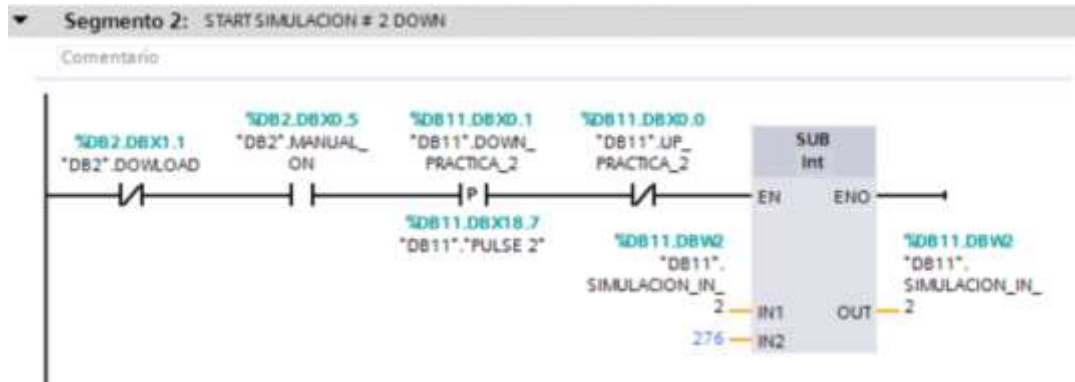 Segmento 2: START SIMULACION # 2 DOWN
Comentario
%DB2.DBX1.1
"DB2".DOWLOAD
%DB2.DBX0.5
"DB2".MANUAL_
ON
%DB11.DBX0.1
"DB11".DOWN_
PRACTICA_2
P
%DB11.DBX18.7
"DB11"."PULSE 2"
%DB11.DBX0.0
"DB11".UP_
PRACTICA_2
SUB
Int
EN ENO
%DB11.DBW2
"DB11".
SIMULACION_IN_
2
IN1
276
IN2
OUT
%DB11.DBW2
"DB11".
SIMULACION_IN_
2